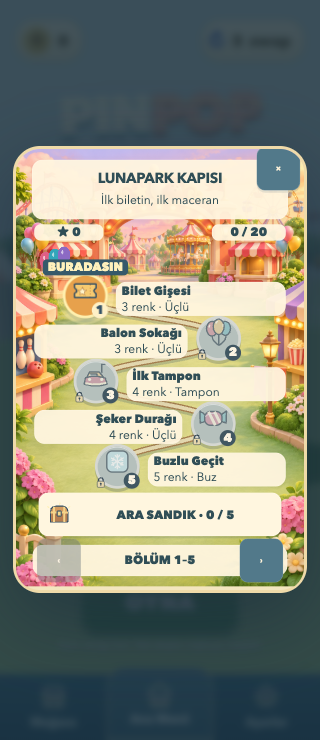 PINPOP
LUNAPARK KAPISI
×
İlk biletin, ilk maceran
★ 0
0 / 20
BURADASIN
Bilet Gişesi
3 renk · Üçlü
1
Balon Sokağı
3 renk · Üçlü
2
İlk Tampon
4 renk · Tampon
3
Şeker Durağı
4 renk · Üçlü
4
Buzlu Geçit
5 renk · Buz
5
ARA SANDIK · 0 / 5
‹
BÖLÜM 1–5
›